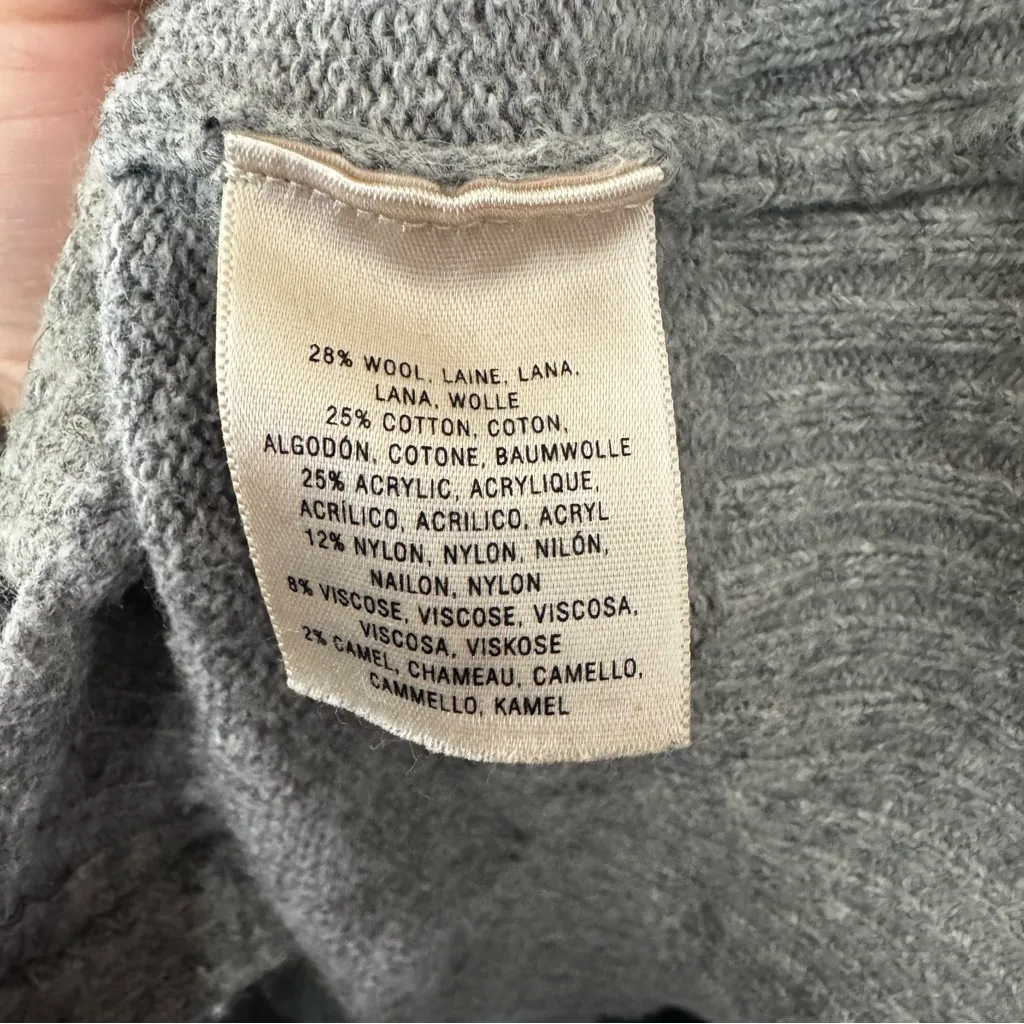 28% WOOL, LAINE, LANA,
LANA, WOLLE
25% COTTON, COTON,
ALGODÓN, COTONE, BAUMWOLLE
25% ACRYLIC, ACRYLIQUE,
ACRÍLICO, ACRILICO, ACRYL
12% NYLON, NYLON, NILÓN,
NAILON, NYLON
8% VISCOSE, VISCOSE, VISCOSA,
VISCOSA, VISKOSE
2% CAMEL, CHAMEAU, CAMELLO,
CAMMELLO, KAMEL